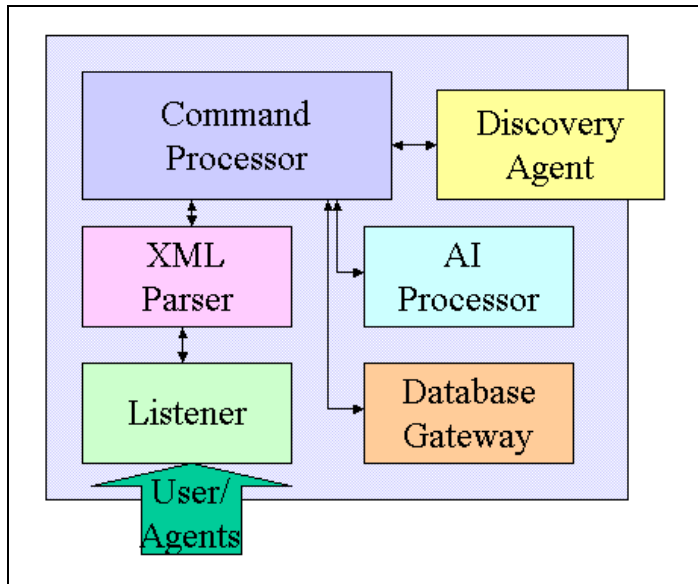 Command
Processor
Discovery
Agent
XML
Parser
AI
Processor
Listener
Database
Gateway
User/
Agents